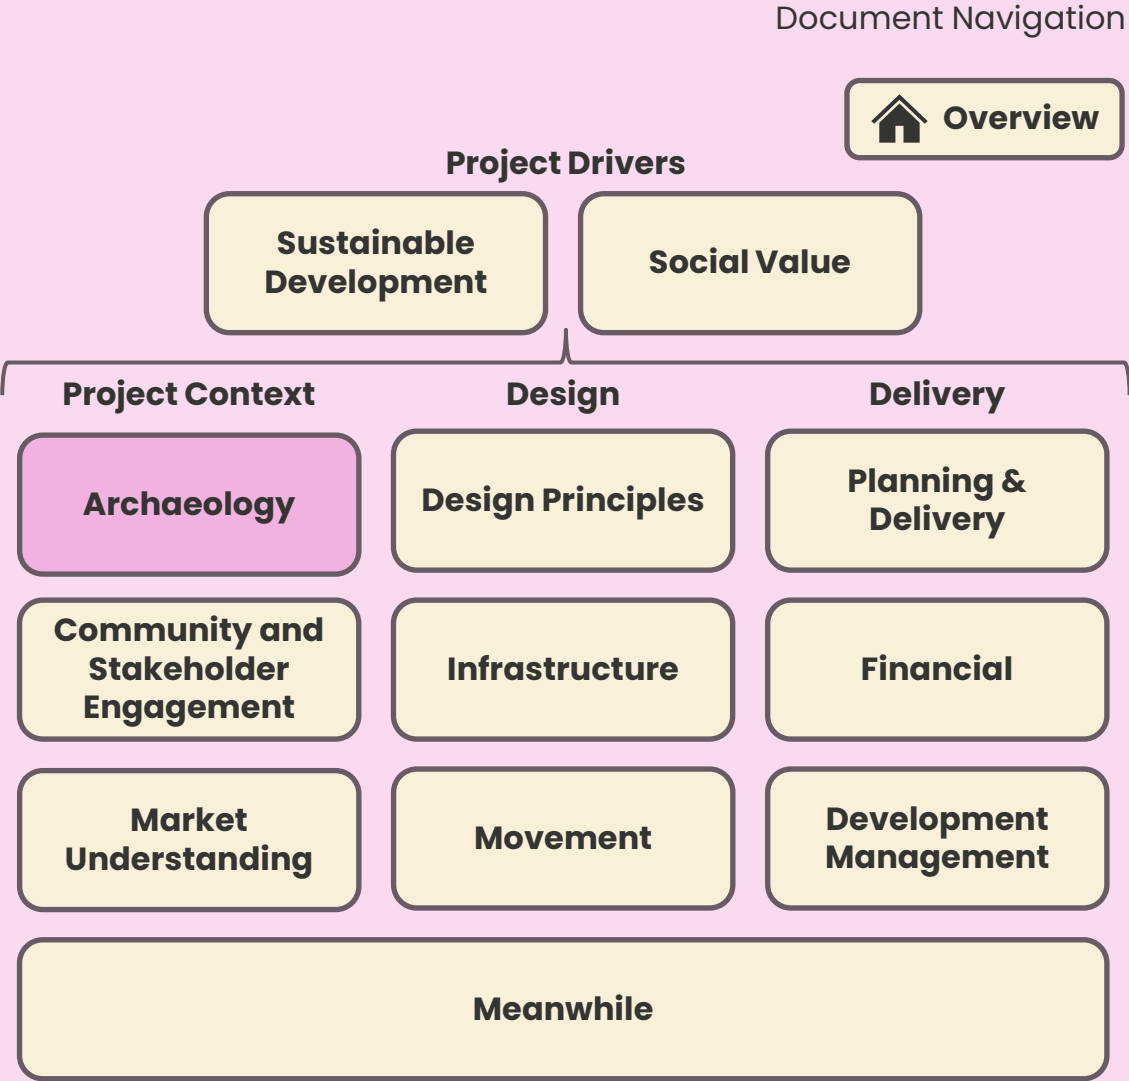 Document Navigation
Overview
Project Drivers
Sustainable
Development
Social Value
Project Context
Design
Delivery
Archaeology
Design Principles
Planning &
Delivery
Community and
Stakeholder
Engagement
Infrastructure
Financial
Market
Understanding
Movement
Development
Management
Meanwhile